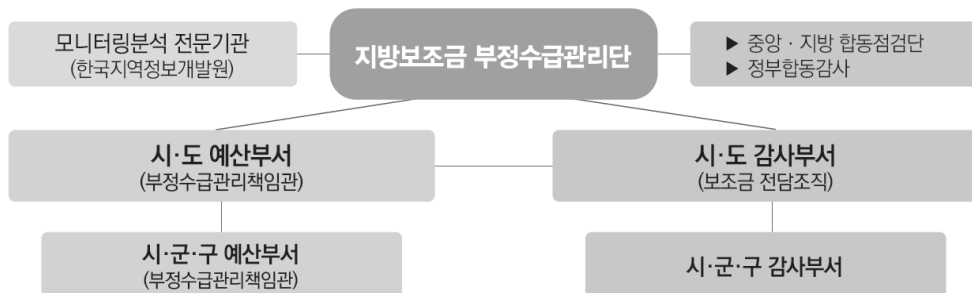 모니터링분석 전문기관
(한국지역정보개발원)
지방보조금 부정수급관리단
▶ 중앙 · 지방 합동점검단
▶ 정부합동감사
시·도 예산부서
(부정수급관리책임관)
시·도 감사부서
(보조금 전담조직)
시·군·구 예산부서
(부정수급관리책임관)
시·군·구 감사부서